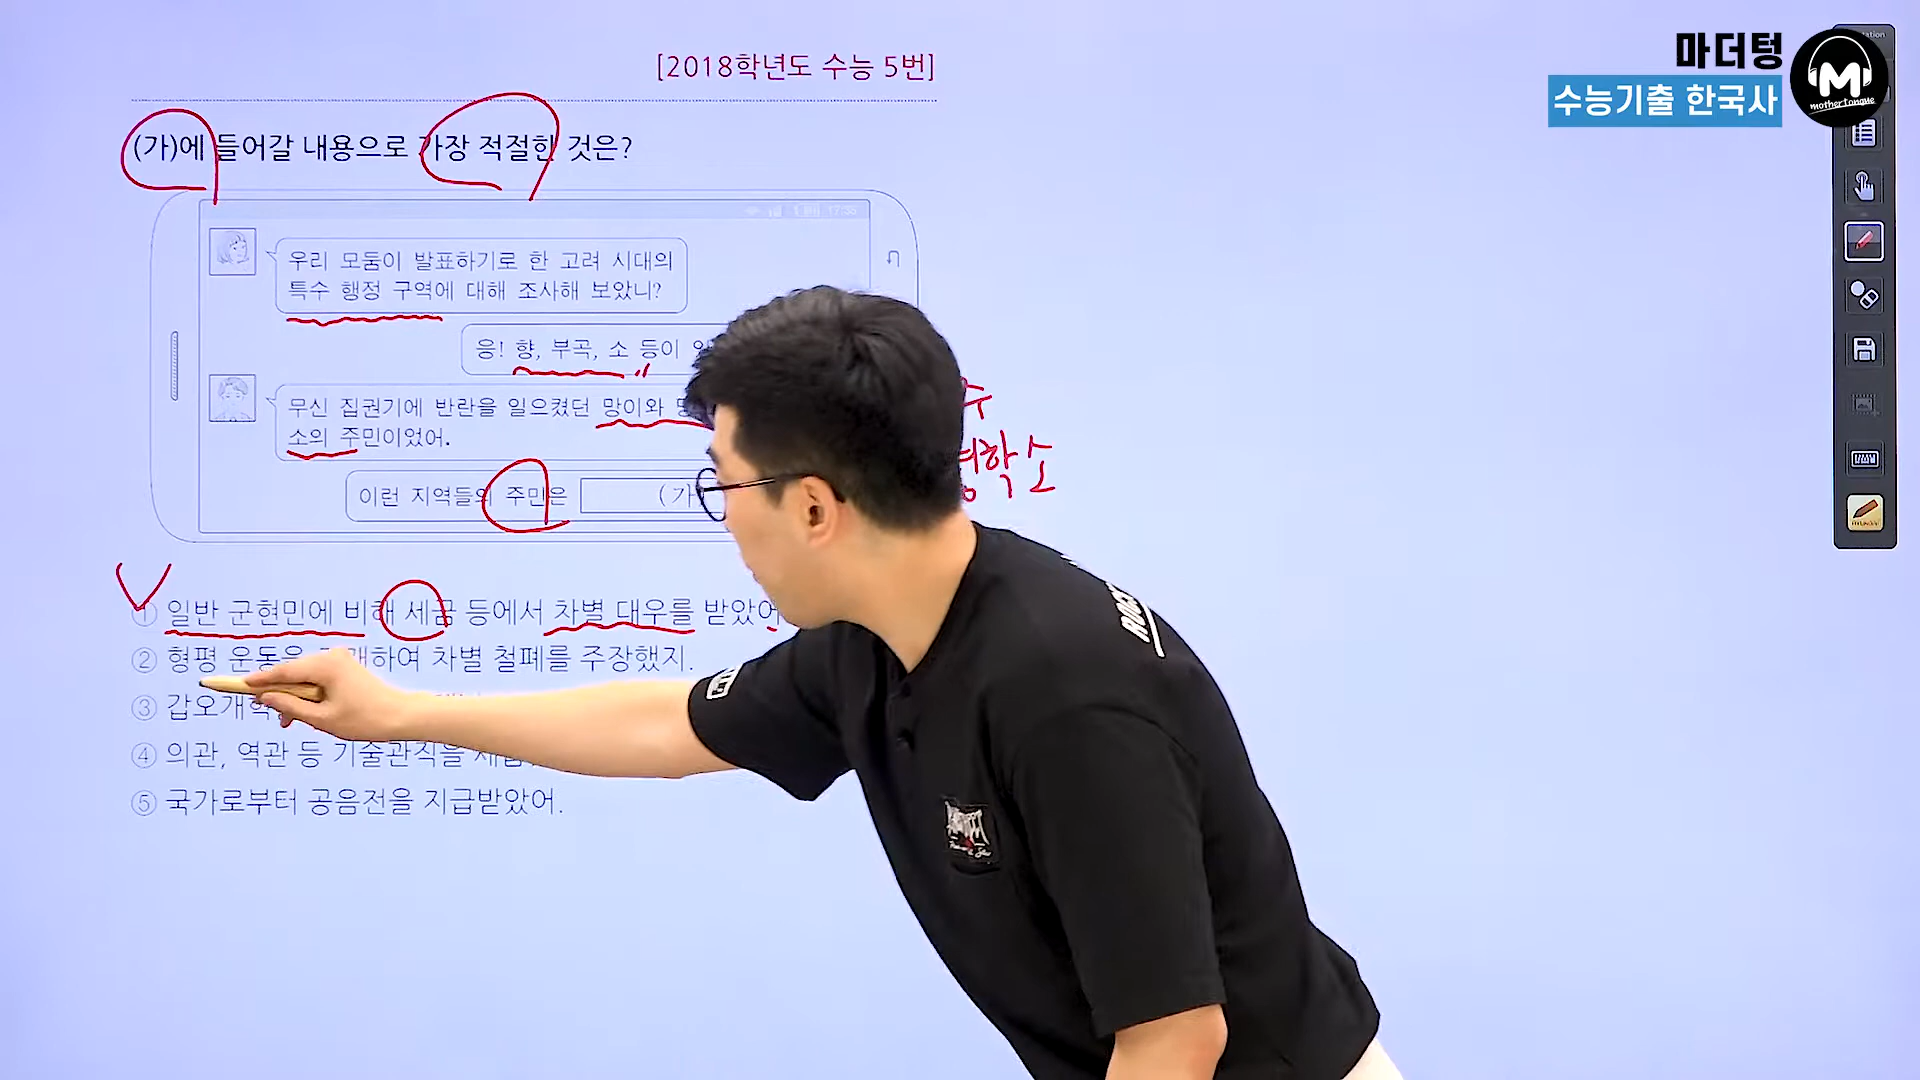 [2018학년도 수능 5번]
마더텅
수능기출 한국사
mothertongue
(가)에 들어갈 내용으로 가장 적절한 것은?
17:35
우리 모둠이 발표하기로 한 고려 시대의
특수 행정 구역에 대해 조사해 보았니?
응! 향, 부곡, 소 등이
무신 집권기에 반란을 일으켰던 망이와
소의 주민이었어.
수
명학소
이런 지역들의 주민은 (가)
① 일반 군현민에 비해 세금 등에서 차별 대우를 받았어
② 형평 운동을 하여 차별 철폐를 주장했지.
③ 갑오개혁
④ 의관, 역관 등 기술관직을
⑤ 국가로부터 공음전을 지급받았어.